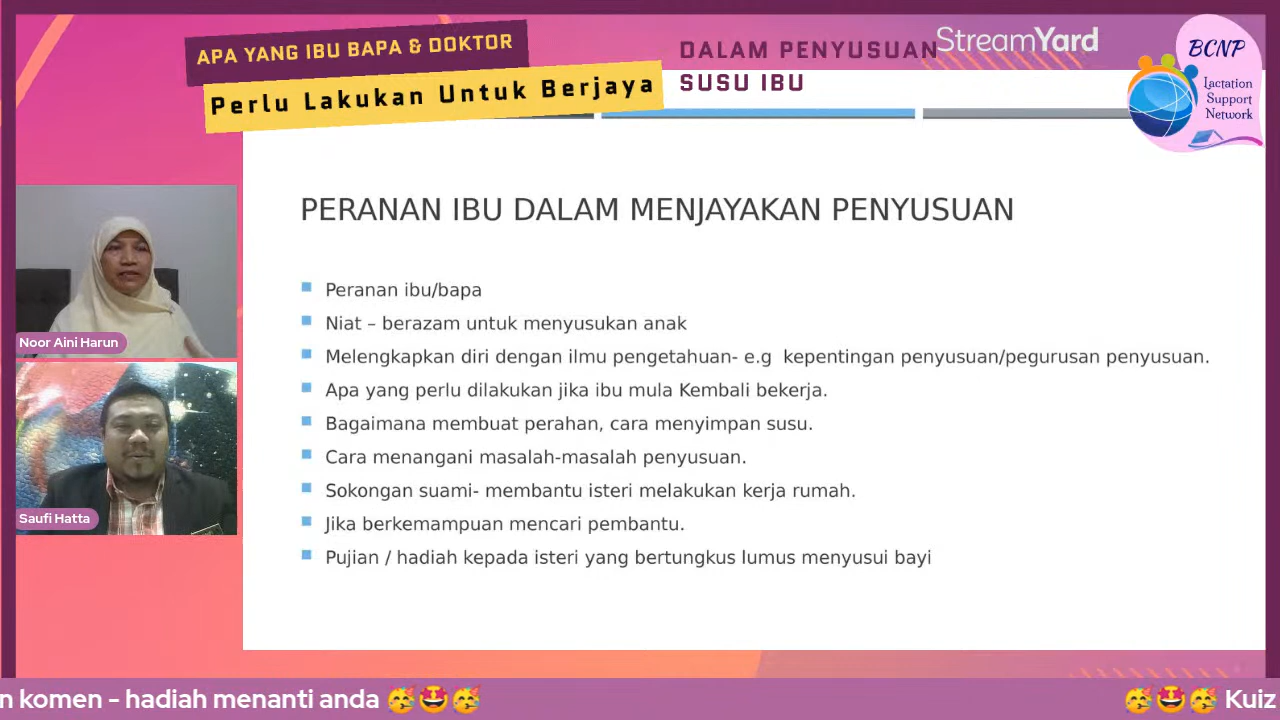 APA YANG IBU BAPA & DOKTOR
Perlu Lakukan Untuk Berjaya
DALAM PENYUSUAN
SUSU IBU
StreamYard
BCNP
Lactation
Support
Network
PERANAN IBU DALAM MENJAYAKAN PENYUSUAN
Peranan ibu/bapa
Niat – berazam untuk menyusukan anak
Melengkapkan diri dengan ilmu pengetahuan- e.g kepentingan penyusuan/pegurusan penyusuan.
Apa yang perlu dilakukan jika ibu mula Kembali bekerja.
Bagaimana membuat perahan, cara menyimpan susu.
Cara menangani masalah-masalah penyusuan.
Sokongan suami- membantu isteri melakukan kerja rumah.
Jika berkemampuan mencari pembantu.
Pujian / hadiah kepada isteri yang bertungkus lumus menyusui bayi
Noor Aini Harun
Saufi Hatta
n komen - hadiah menanti anda 🥳🤩🥳
🥳🤩🥳 Kuiz